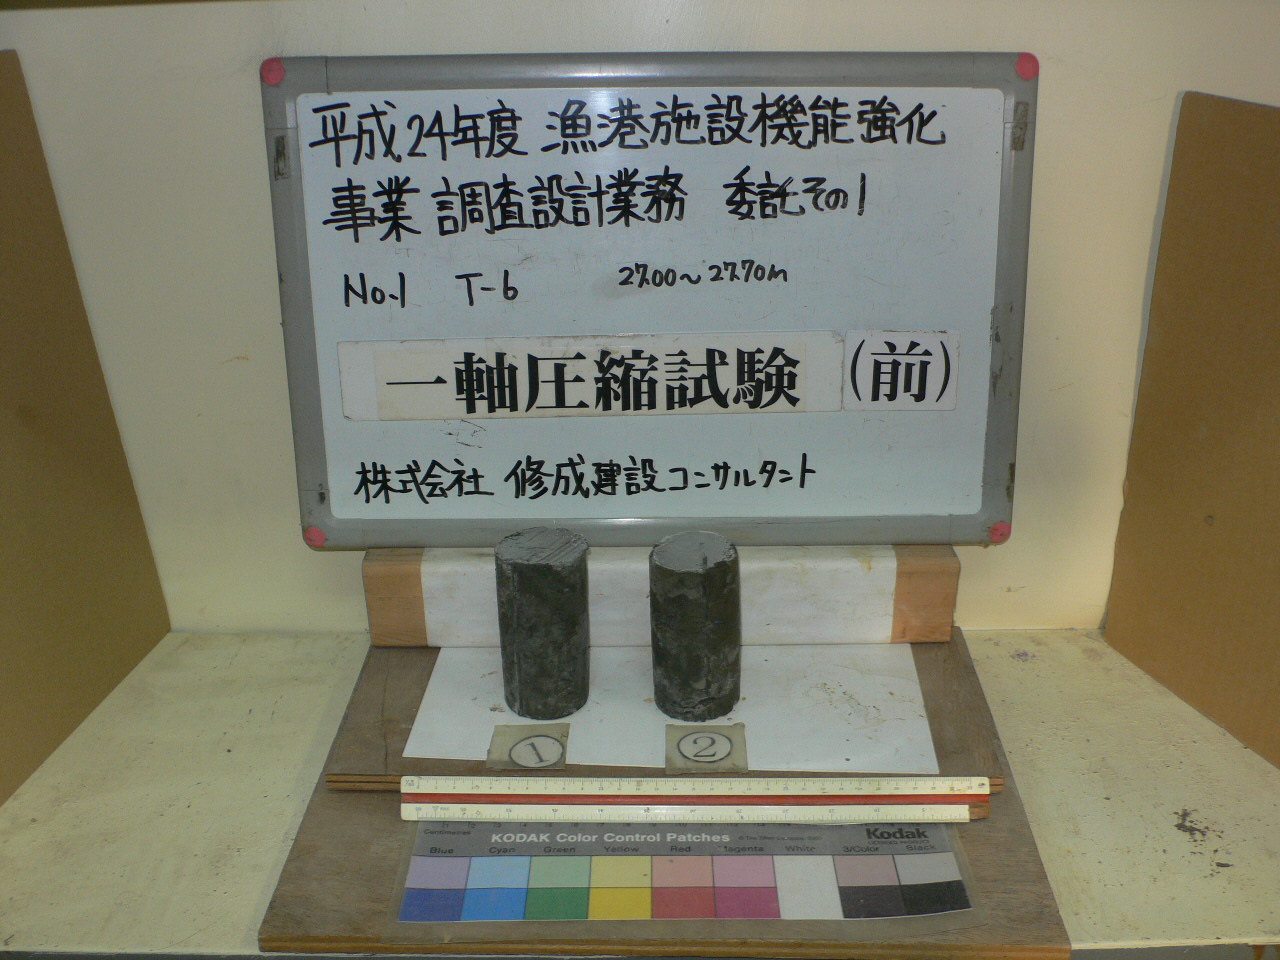 平成24年度 漁港施設機能強化
事業 調査設計業務 委託その1
No.1 T-6 27.00～27.70m
一軸圧縮試験 (前)
株式会社 修成建設コンサルタント
① ②
KODAK Color Control Patches
Kodak
Blue Cyan Green Yellow Red Magenta White 3/Color Black